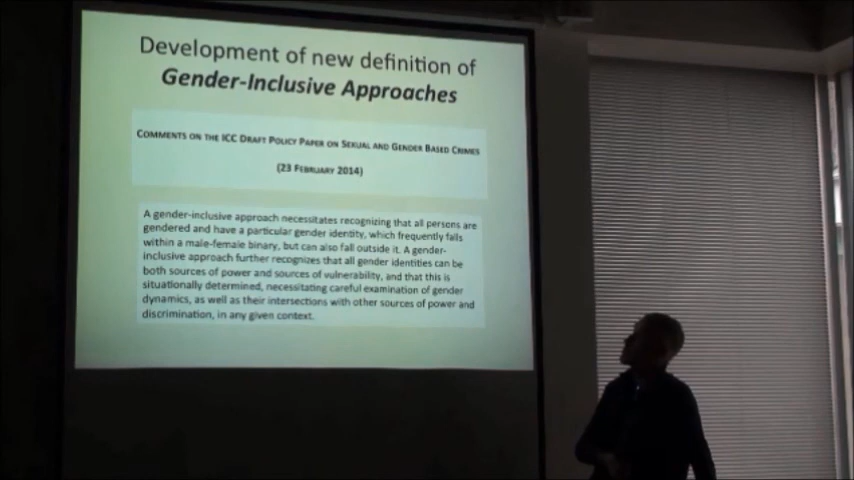 Development of new definition of
Gender-Inclusive Approaches
COMMENTS ON THE ICC DRAFT POLICY PAPER ON SEXUAL AND GENDER BASED CRIMES
(23 FEBRUARY 2014)
A gender-inclusive approach necessitates recognizing that all persons are
gendered and have a particular gender identity, which frequently falls
within a male-female binary, but can also fall outside it. A gender-
inclusive approach further recognizes that all gender identities can be
both sources of power and sources of vulnerability, and that this is
situationally determined, necessitating careful examination of gender
dynamics, as well as their intersections with other sources of power and
discrimination, in any given context.